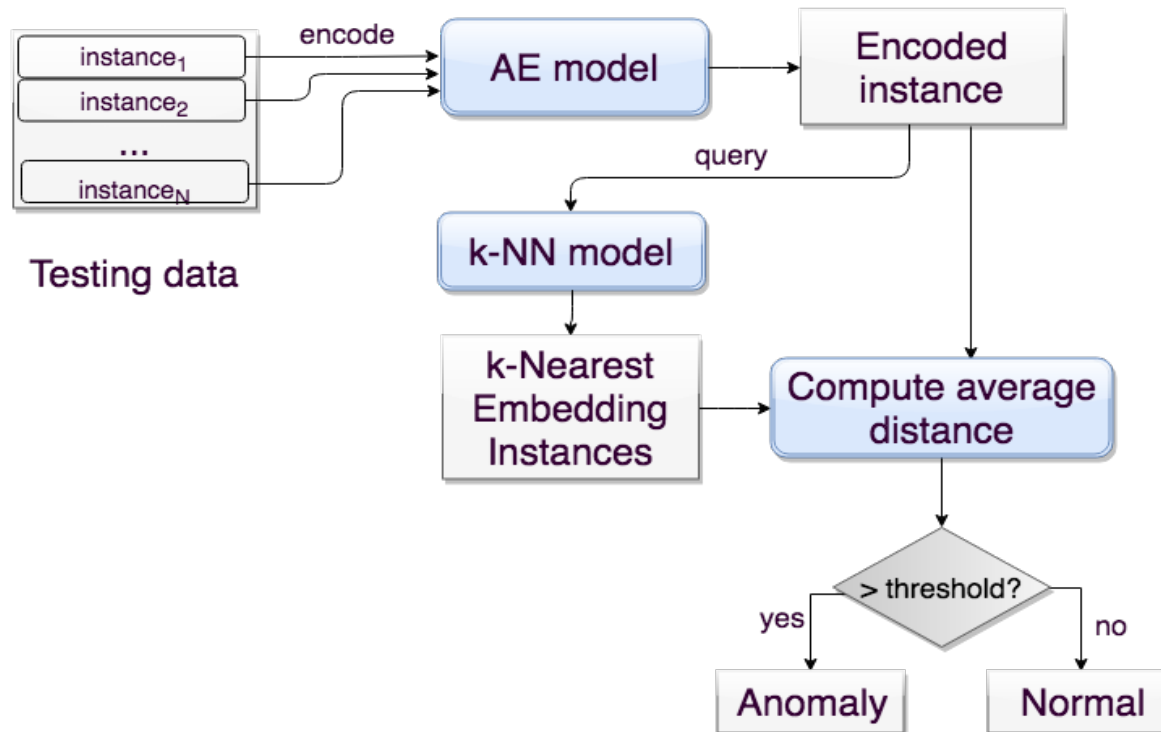 instance₁
instance₂
...
instance_N
Testing data
encode
AE model
Encoded
instance
query
k-NN model
k-Nearest
Embedding
Instances
Compute average
distance
> threshold?
yes
no
Anomaly
Normal